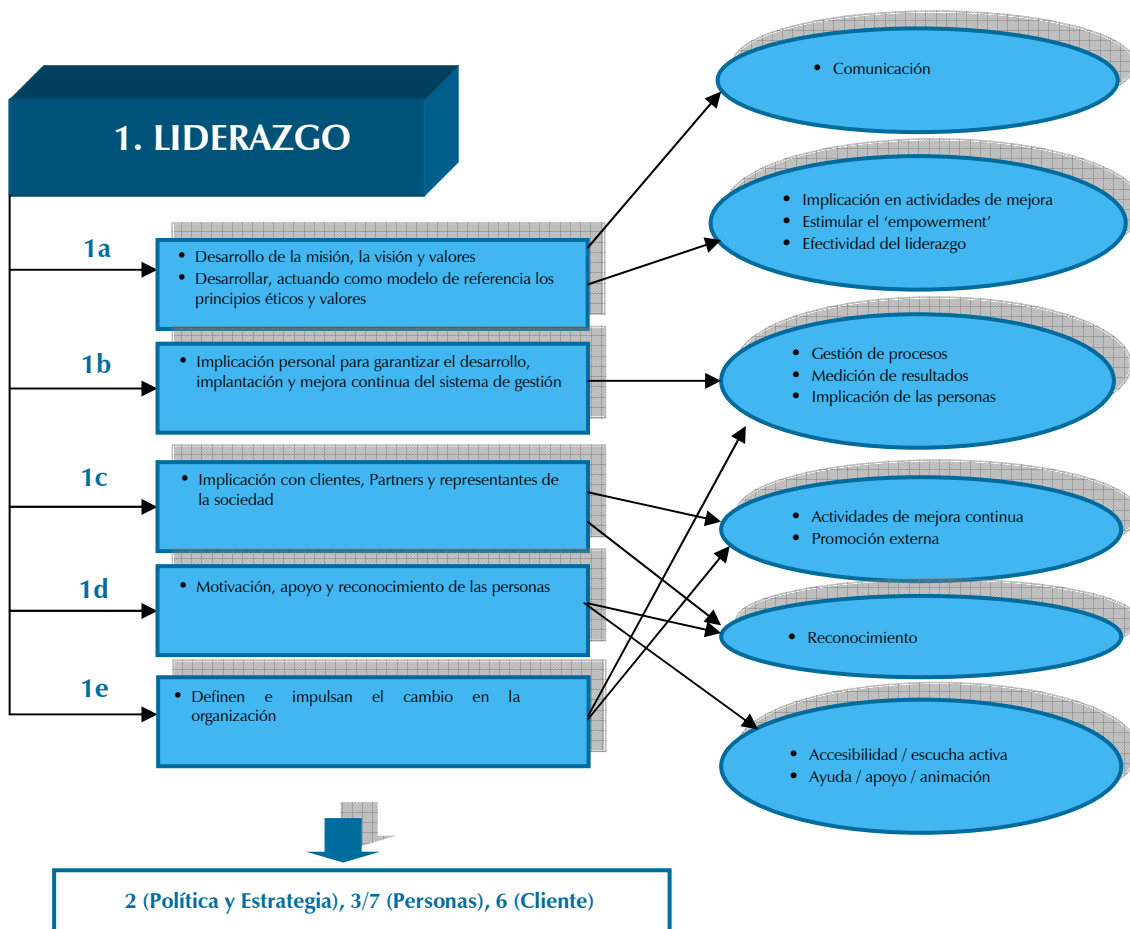 1. LIDERAZGO
1a
• Desarrollo de la misión, la visión y valores
• Desarrollar, actuando como modelo de referencia los
principios éticos y valores
1b
• Implicación personal para garantizar el desarrollo,
implantación y mejora continua del sistema de gestión
1c
• Implicación con clientes, Partners y representantes de
la sociedad
1d
• Motivación, apoyo y reconocimiento de las personas
1e
• Definen e impulsan el cambio en la
organización
• Comunicación
• Implicación en actividades de mejora
• Estimular el ‘empowerment’
• Efectividad del liderazgo
• Gestión de procesos
• Medición de resultados
• Implicación de las personas
• Actividades de mejora continua
• Promoción externa
• Reconocimiento
• Accesibilidad / escucha activa
• Ayuda / apoyo / animación
2 (Política y Estrategia), 3/7 (Personas), 6 (Cliente)